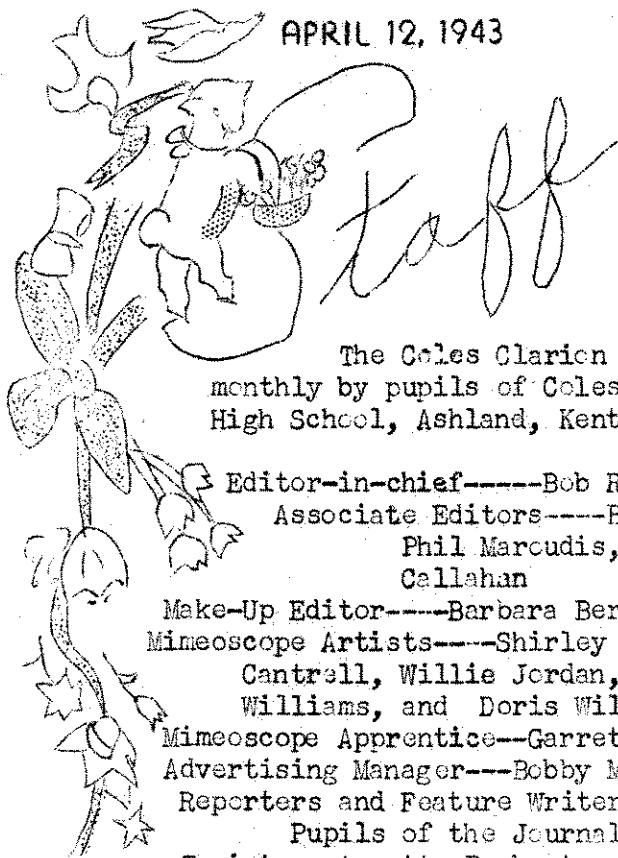 APRIL 12, 1943
Staff
The Coles Clarion
monthly by pupils of Coles
High School, Ashland, Kent
Editor-in-chief-----Bob R
Associate Editors----B
Phil Marcudis,
Callahan
Make-Up Editor----Barbara Ber
Mimeoscope Artists----Shirley
Cantrell, Willie Jordan,
Williams, and Doris Wil
Mimeoscope Apprentice--Garret
Advertising Manager---Bobby M
Reporters and Feature Writer
Pupils of the Journal